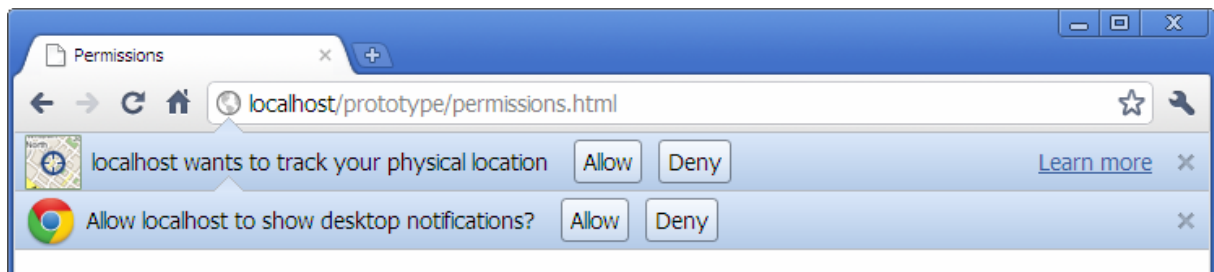 Permissions
localhost/prototype/permissions.html
North
localhost wants to track your physical location Allow Deny Learn more
Allow localhost to show desktop notifications? Allow Deny